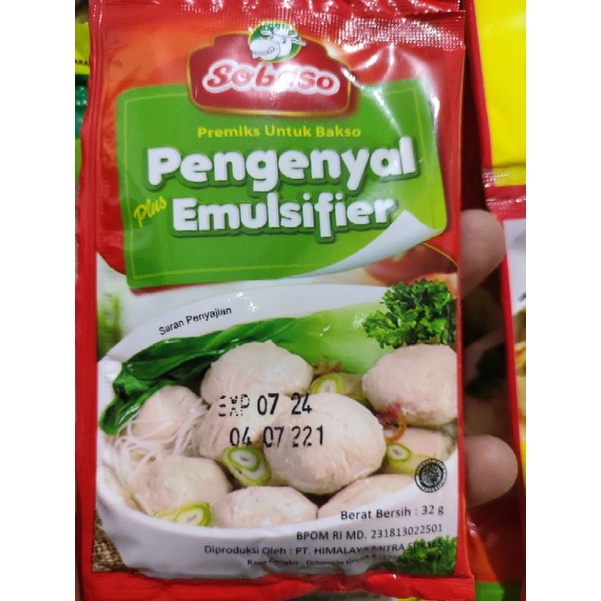 Sobaso
Premiks Untuk Bakso
Pengenyal
Plus Emulsifier
Saran Penyajian
EXP 07 24
04 07 221
Berat Bersih : 32 g
BPOM RI MD. 231813022501
Diproduksi Oleh : PT. HIMALAYA MITRA